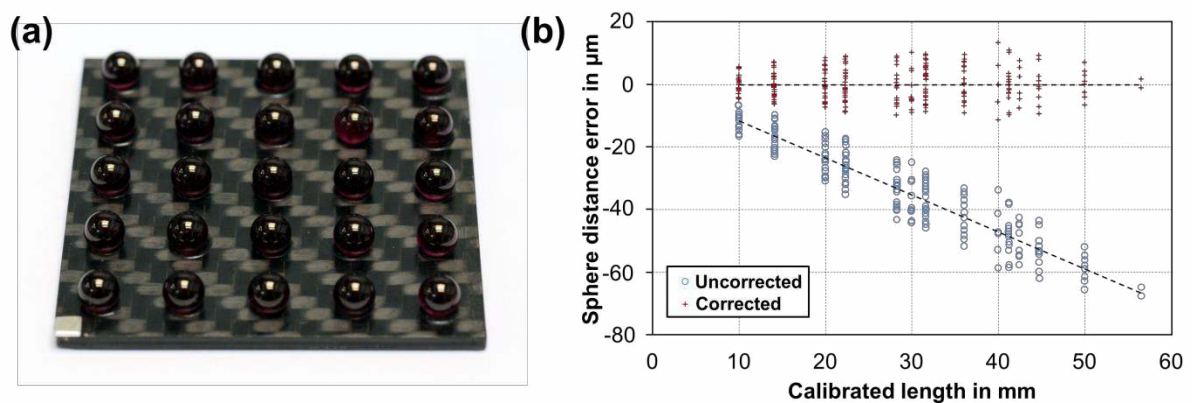 (a)
(b)
Sphere distance error in µm
20
0
-20
-40
-60
-80
Uncorrected
Corrected
0
10
20
30
40
50
60
Calibrated length in mm